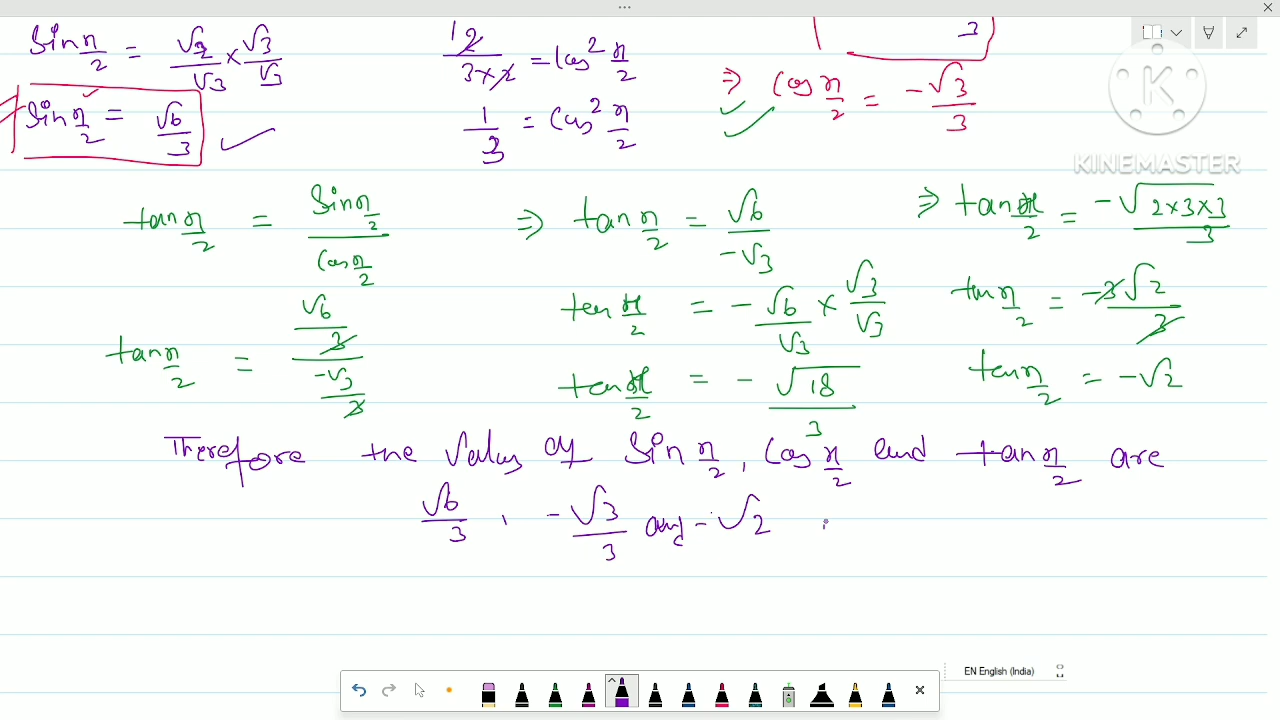 Sin x/2 = √2/√3 × √3/√3
Sin x/2 = √6/3
12/3×2 = Cos² x/2
1/3 = Cos² x/2
3
⇒ Cos x/2 = -√3/3
KINEMASTER
tan x/2 = Sin x/2 / Cos x/2
tan x/2 = √6/3 / -√3/3
⇒ tan x/2 = √6/-√3
tan x/2 = -√6/√3 × √3/√3
tan x/2 = -√18/3
⇒ tan x/2 = -√2×3×3/3
tan x/2 = -3√2/3
tan x/2 = -√2
Therefore the Value of Sin x/2, Cos x/2 and tan x/2 are
√6/3, -√3/3 and -√2
EN English (India)